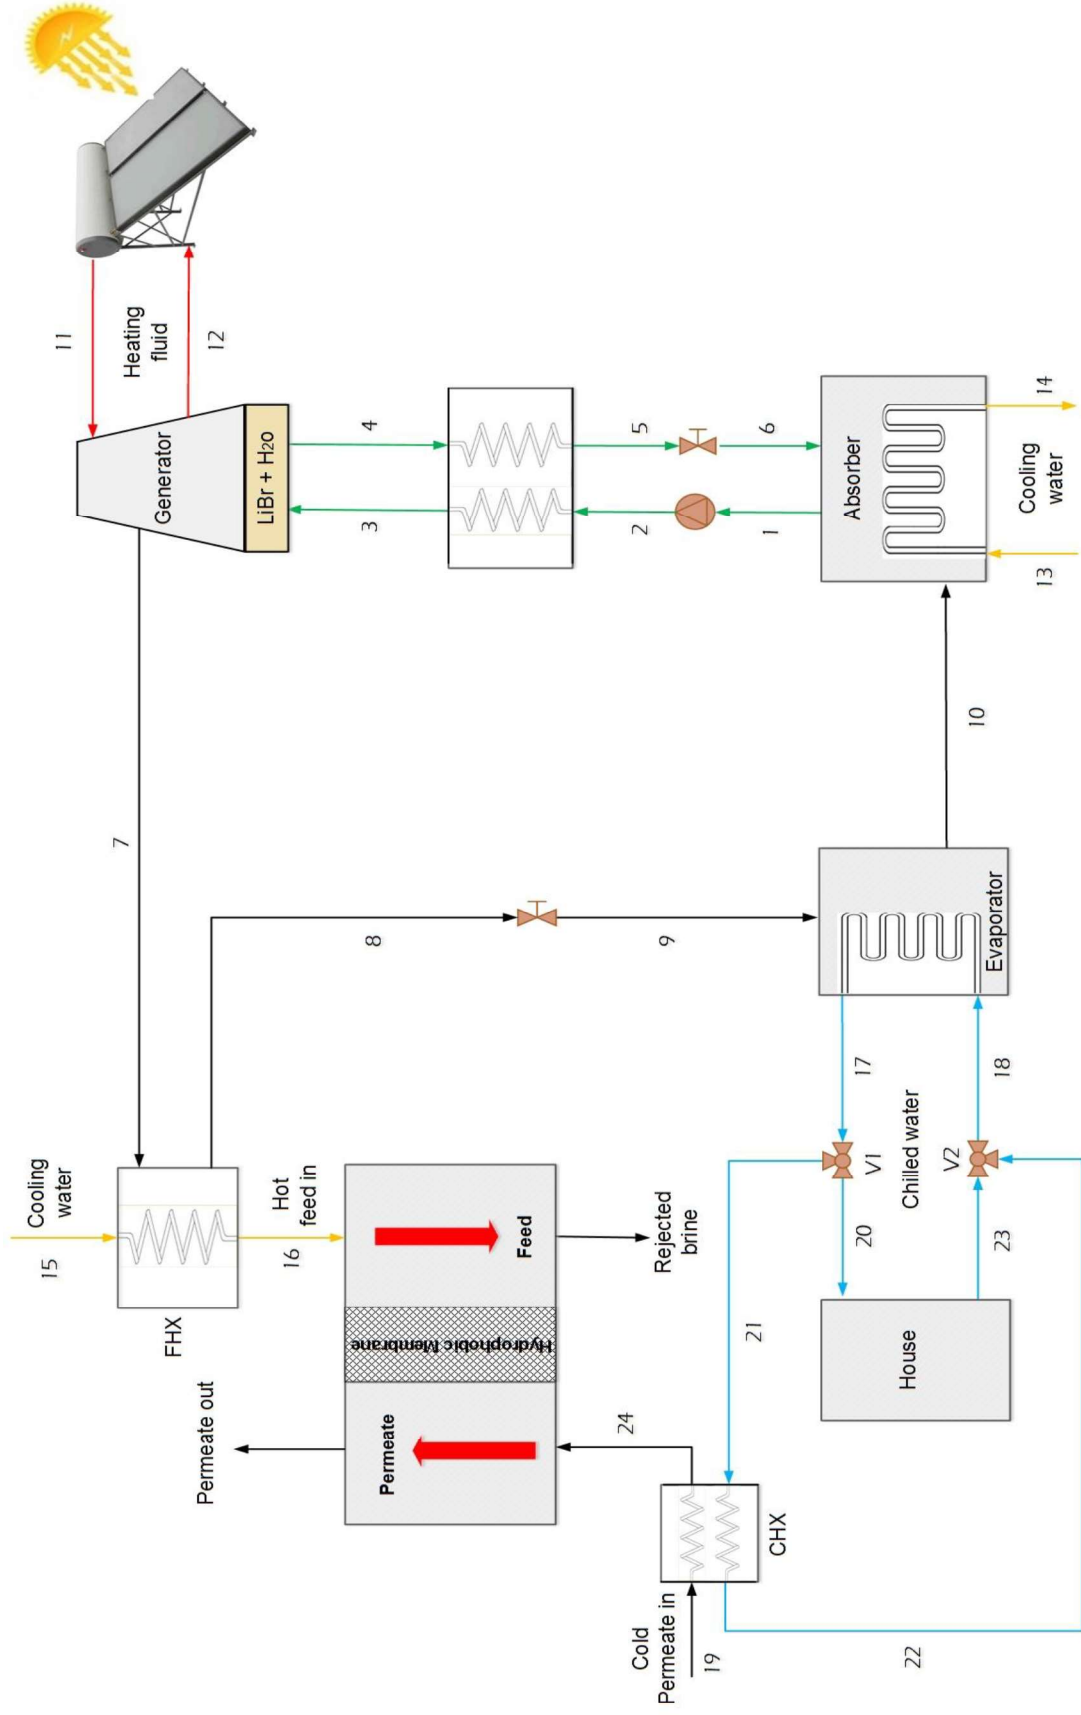 15
Cooling
water
FHX
16
Hot
feed in
Permeate out
Permeate
Hydrophobic Membrane
Feed
Rejected
brine
24
Cold
Permeate in
19
CHX
22
21
House
20
23
V1
V2
Chilled water
17
18
Evaporator
7
8
9
10
Generator
LiBr + H2o
11
Heating
fluid
12
3
4
2
5
1
6
Absorber
13
Cooling
water
14